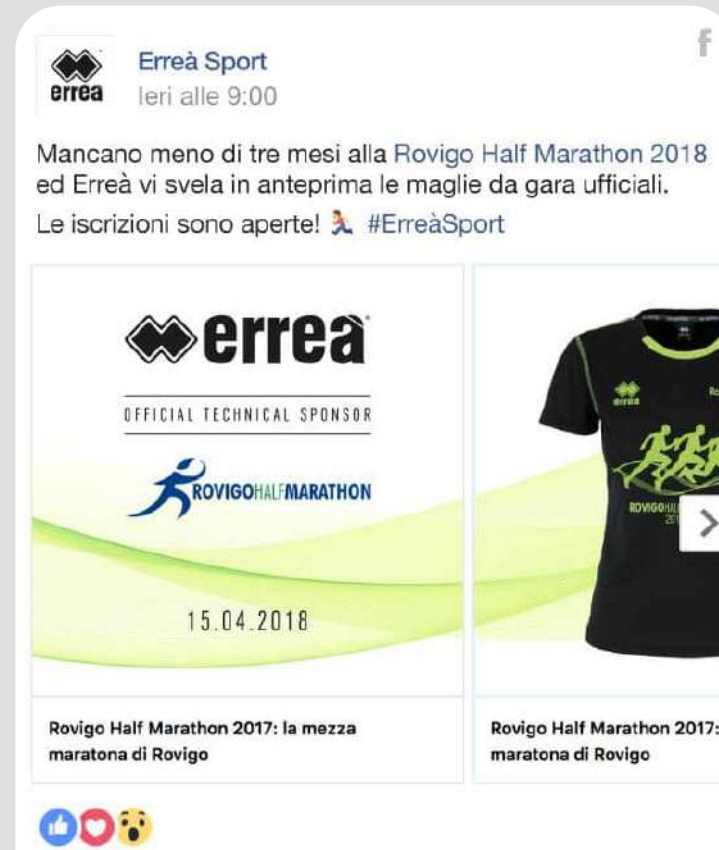 errea
Erreà Sport
Ieri alle 9:00
f
Mancano meno di tre mesi alla Rovigo Half Marathon 2018
ed Erreà vi svela in anteprima le maglie da gara ufficiali.
Le iscrizioni sono aperte! #ErreàSport
erreà
OFFICIAL TECHNICAL SPONSOR
ROVIGOHALFMARATHON
15.04.2018
Rovigo Half Marathon 2017: la mezza
maratona di Rovigo
errea
Rovigo Half Marathon 2017:
maratona di Rovigo